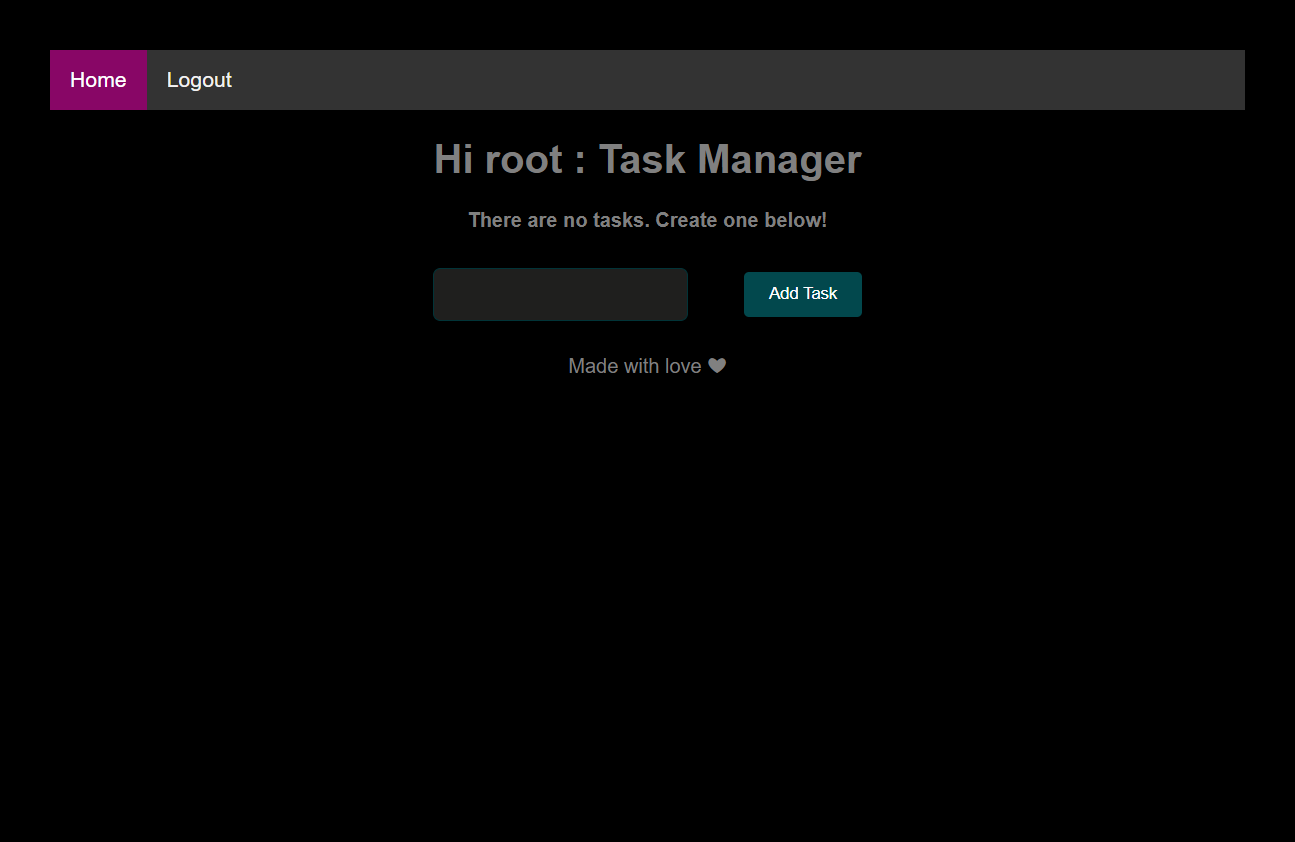 Home Logout
Hi root : Task Manager
There are no tasks. Create one below!
Add Task
Made with love ❤